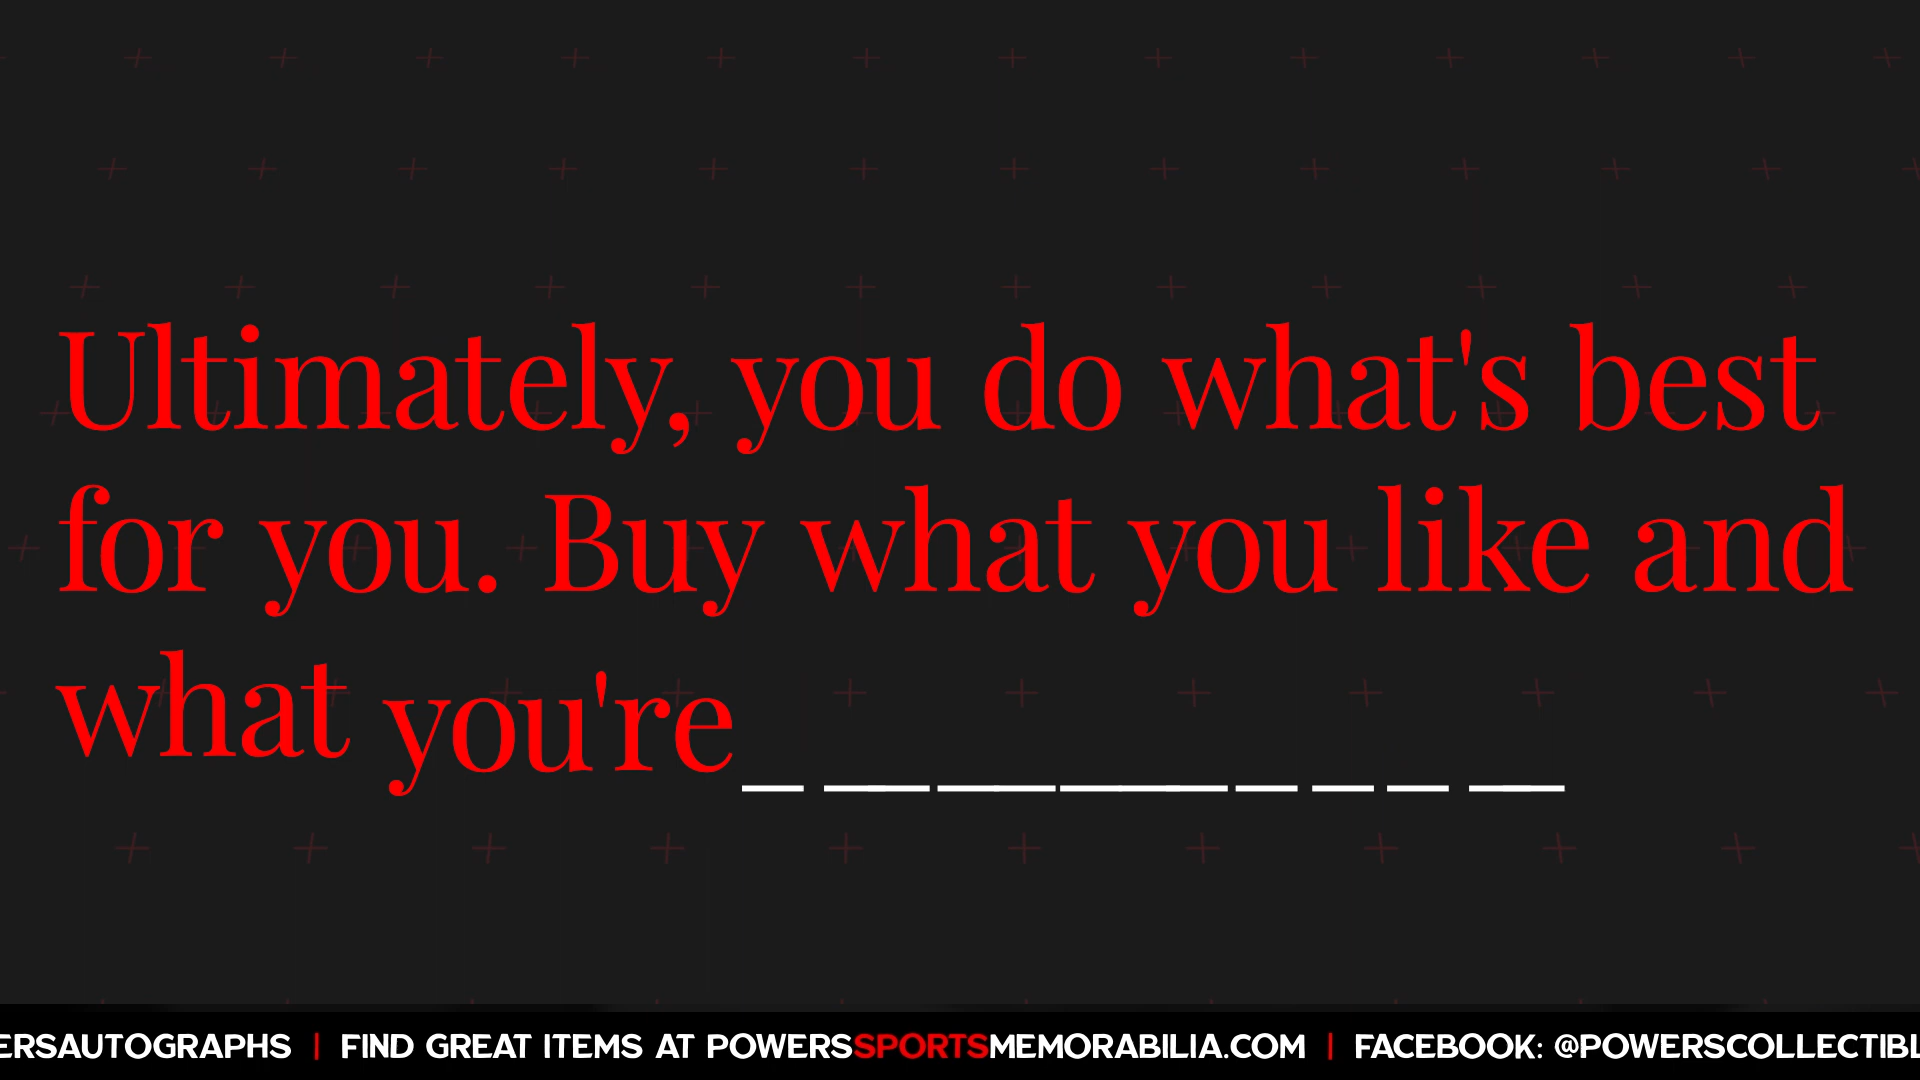 Ultimately, you do what's best
for you. Buy what you like and
what you're
ERSAUTOGRAPHS | FIND GREAT ITEMS AT POWERSSPORTSMEMORABILIA.COM | FACEBOOK: @POWERSCOLLECTIBL